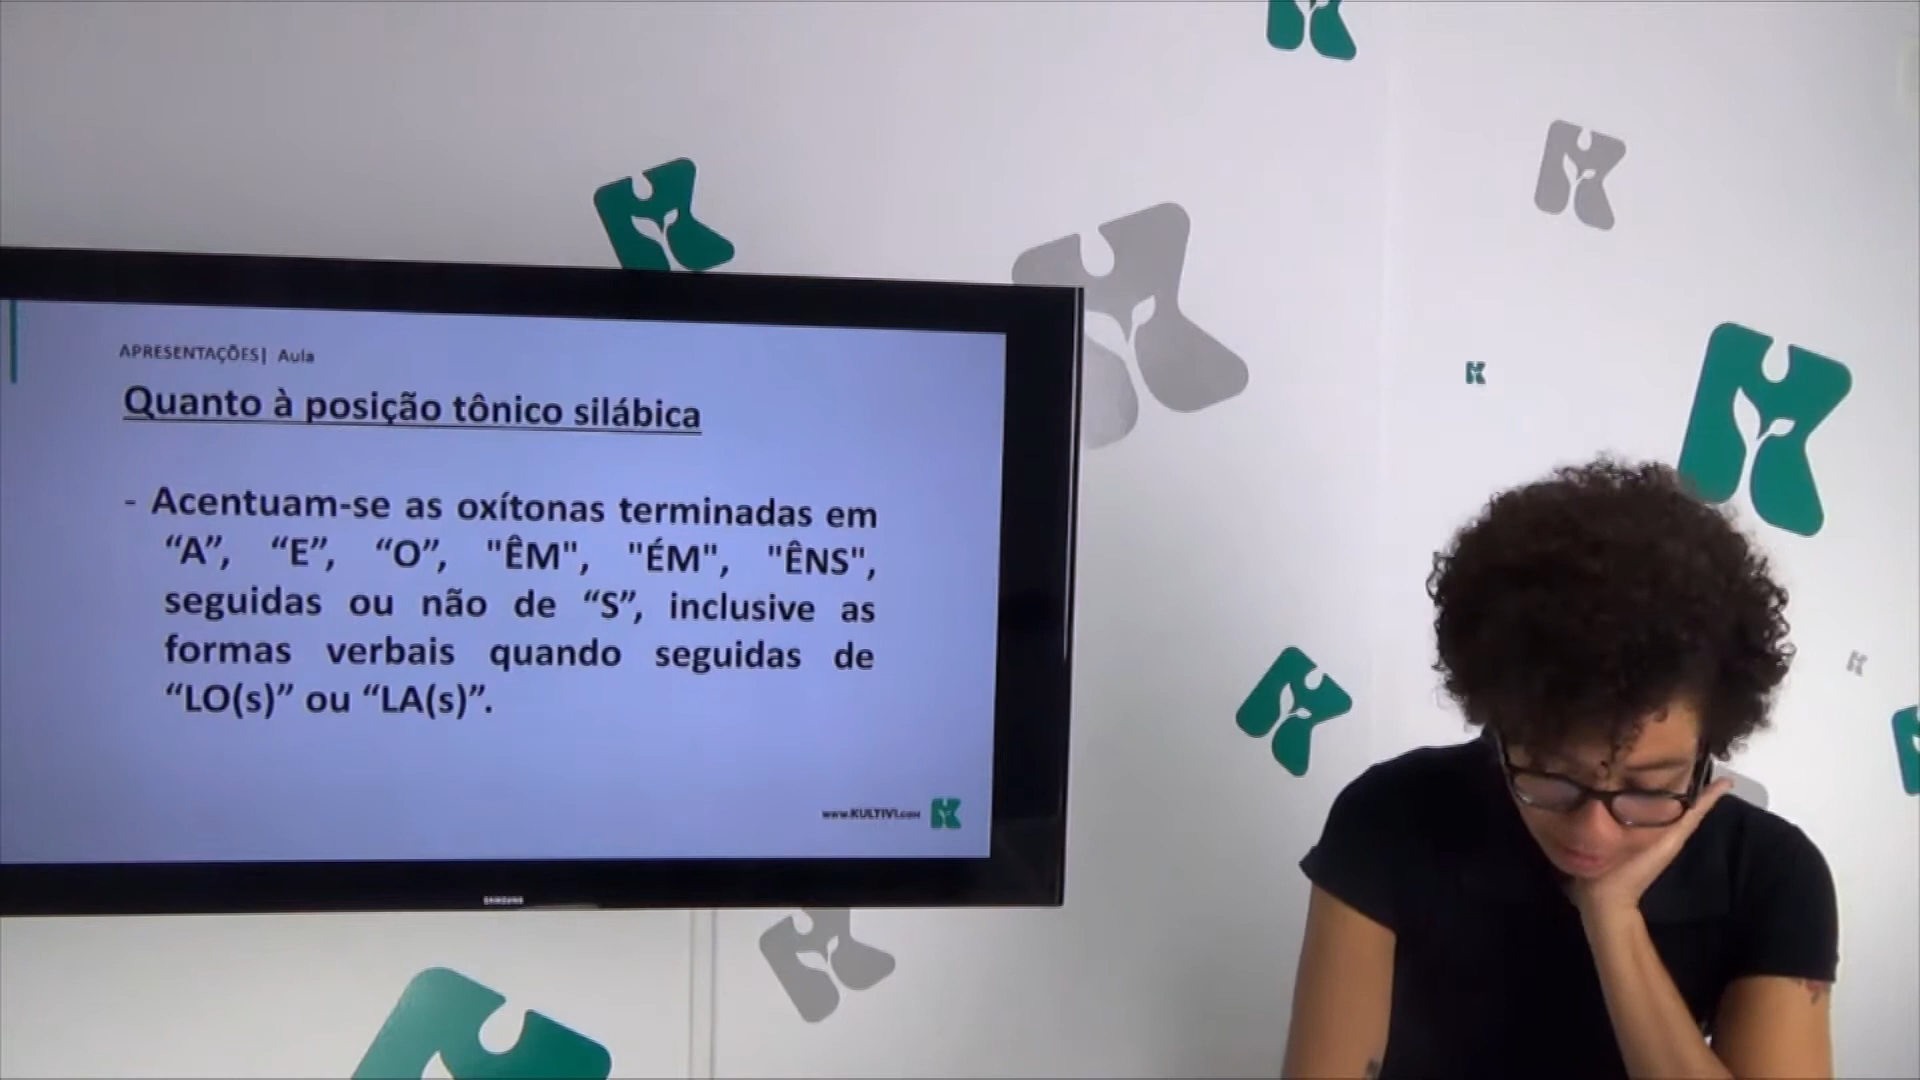 APRESENTAÇÕES| Aula
Quanto à posição tônico silábica
- Acentuam-se as oxítonas terminadas em
“A”, “E”, “O”, "ÊM", "ÉM", "ÊNS",
seguidas ou não de “S”, inclusive as
formas verbais quando seguidas de
“LO(s)” ou “LA(s)”.
www.KULTIVI.com
SAMSUNG